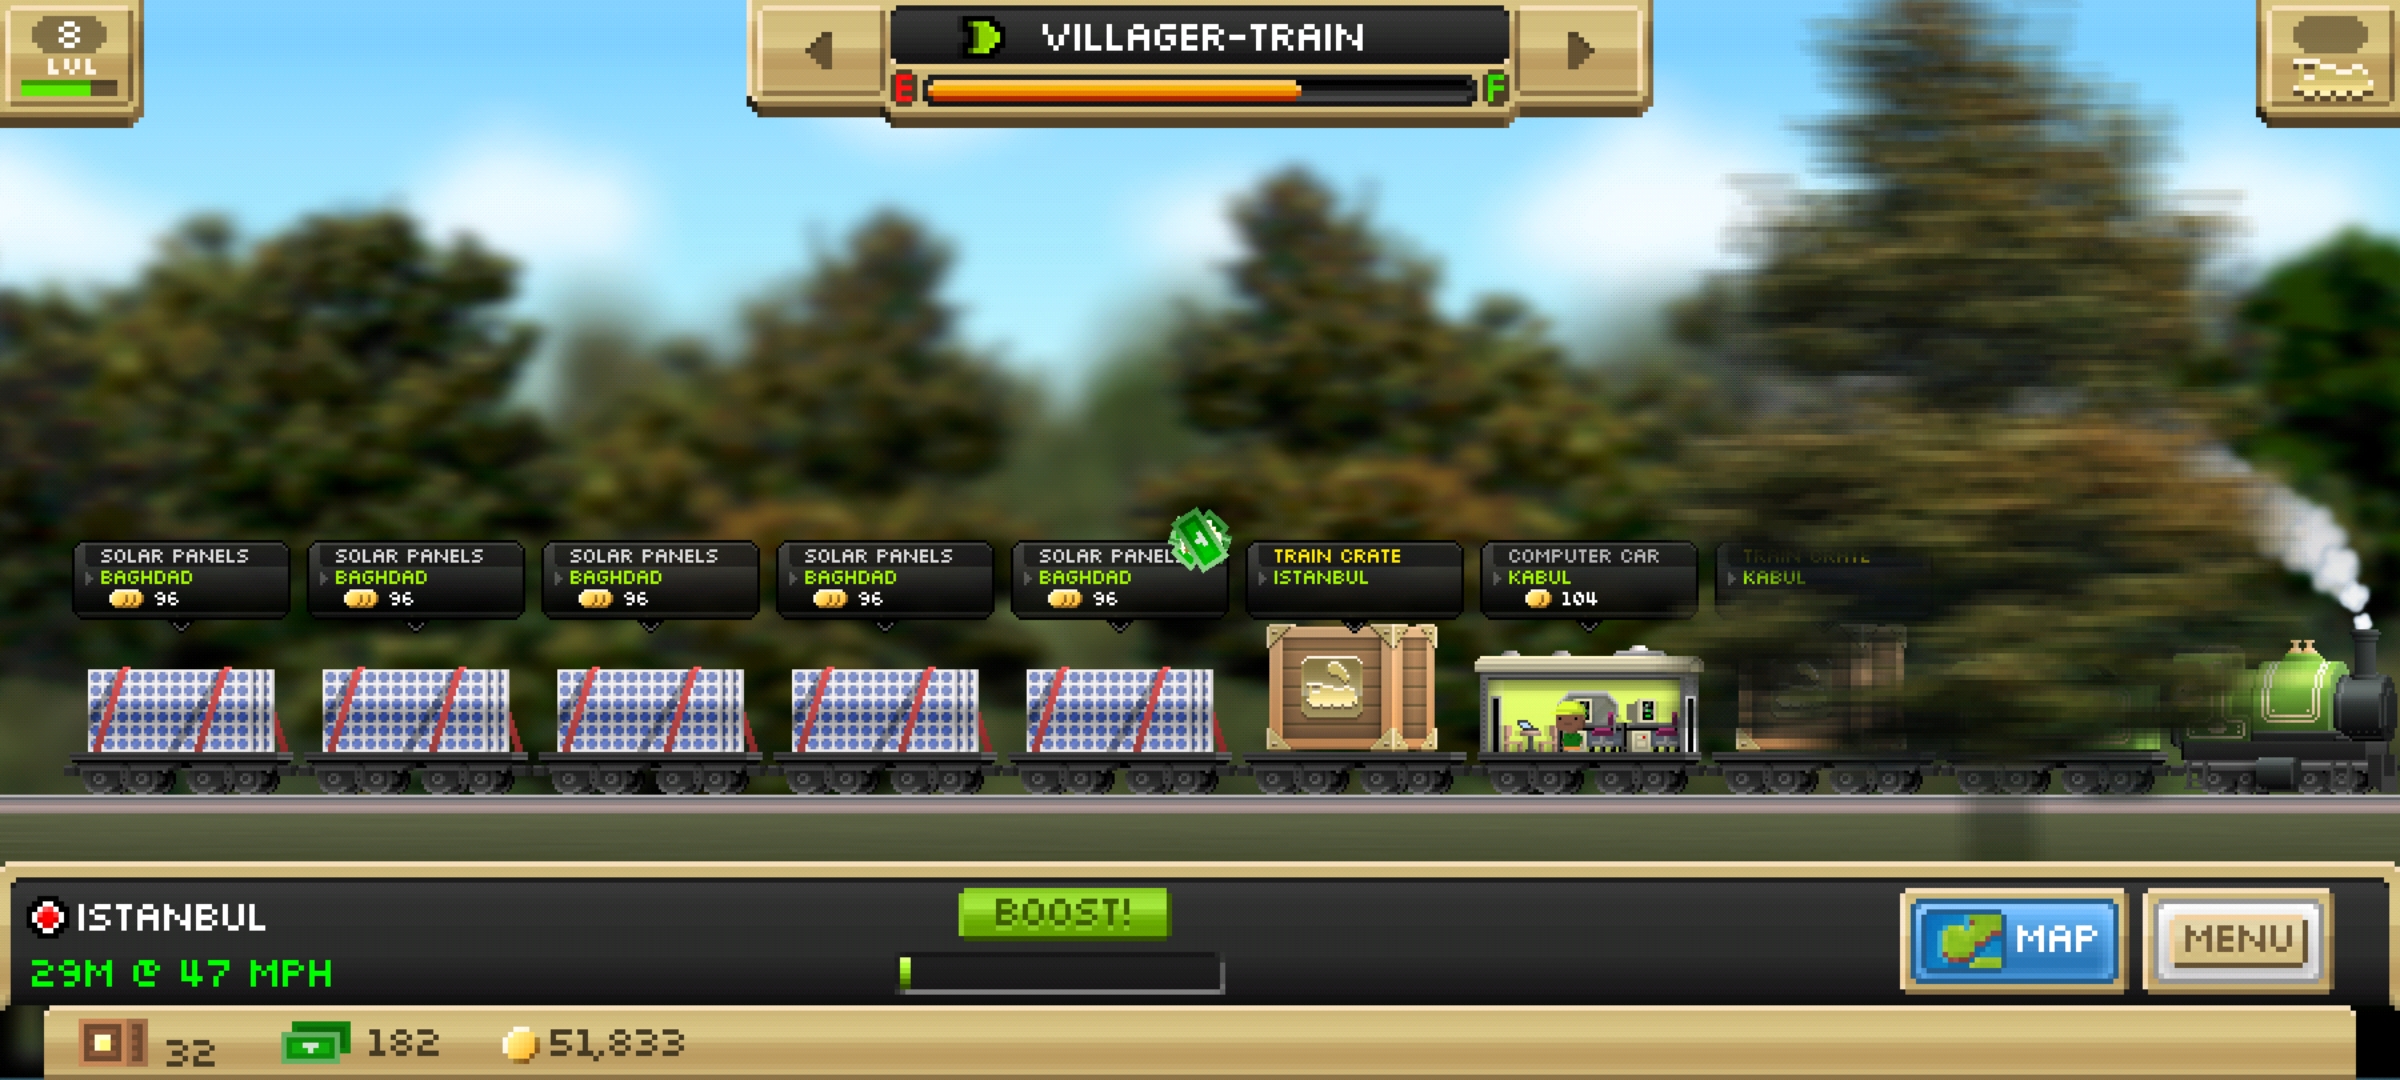 8
LVL
VILLAGER-TRAIN
E F
SOLAR PANELS
BAGHDAD
96
SOLAR PANELS
BAGHDAD
96
SOLAR PANELS
BAGHDAD
96
SOLAR PANELS
BAGHDAD
96
SOLAR PANEL
BAGHDAD
96
TRAIN CRATE
ISTANBUL
COMPUTER CAR
KABUL
104
TRAIN CRATE
KABUL
ISTANBUL
29M @ 47 MPH
BOOST!
MAP
MENU
32
182
51,833